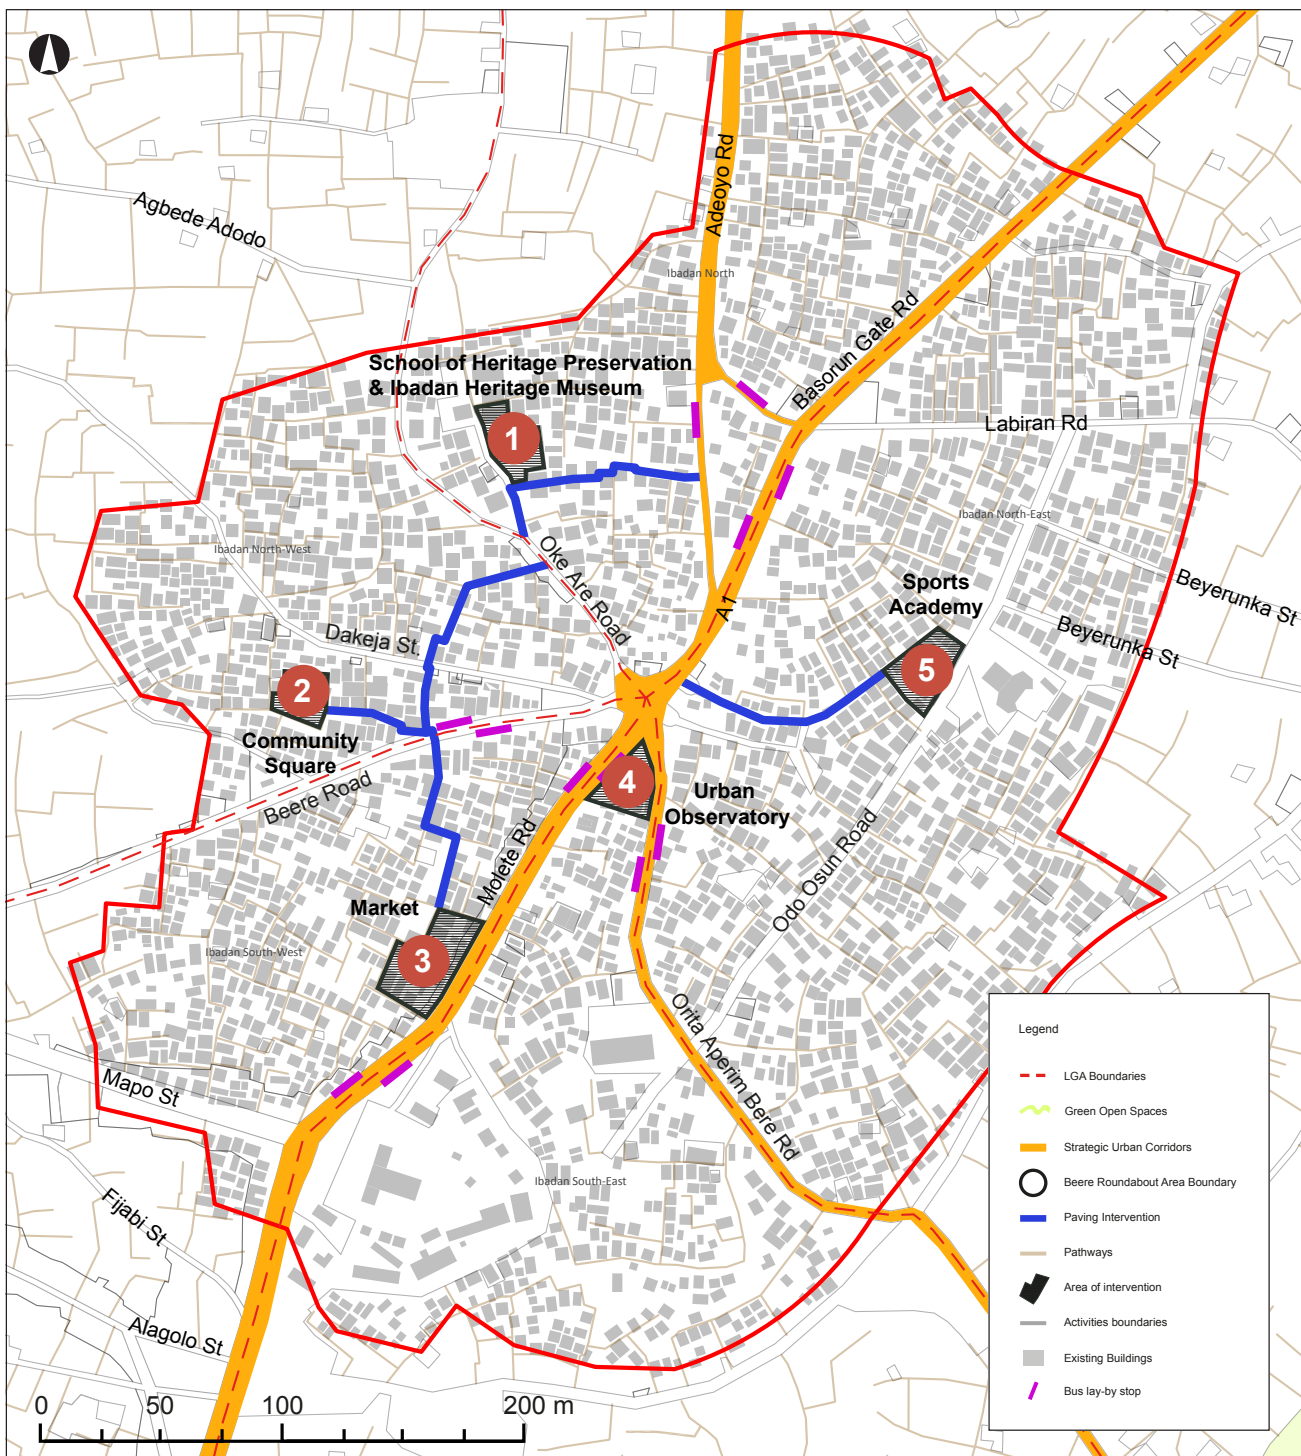 Agbede Adodo
Adeoyo Rd
Ibadan North
Basorun Gate Rd
School of Heritage Preservation
& Ibadan Heritage Museum
1
Labiran Rd
Ibadan North-West
Ibadan North-East
Oke Are Road
Sports
Academy
Beyerunka St
Beyerunka St
A1
Dakeja St.
5
2
Community
Square
Beere Road
4
Urban
Observatory
Molete Rd
Odo Osun Road
Market
3
Ibadan South-West
Orita Aperim Bere Rd
Mapo St
Ibadan South-East
Fijabi St
Alagolo St
0
50
100
200 m
Legend
LGA Boundaries
Green Open Spaces
Strategic Urban Corridors
Beere Roundabout Area Boundary
Paving Intervention
Pathways
Area of intervention
Activities boundaries
Existing Buildings
Bus lay-by stop